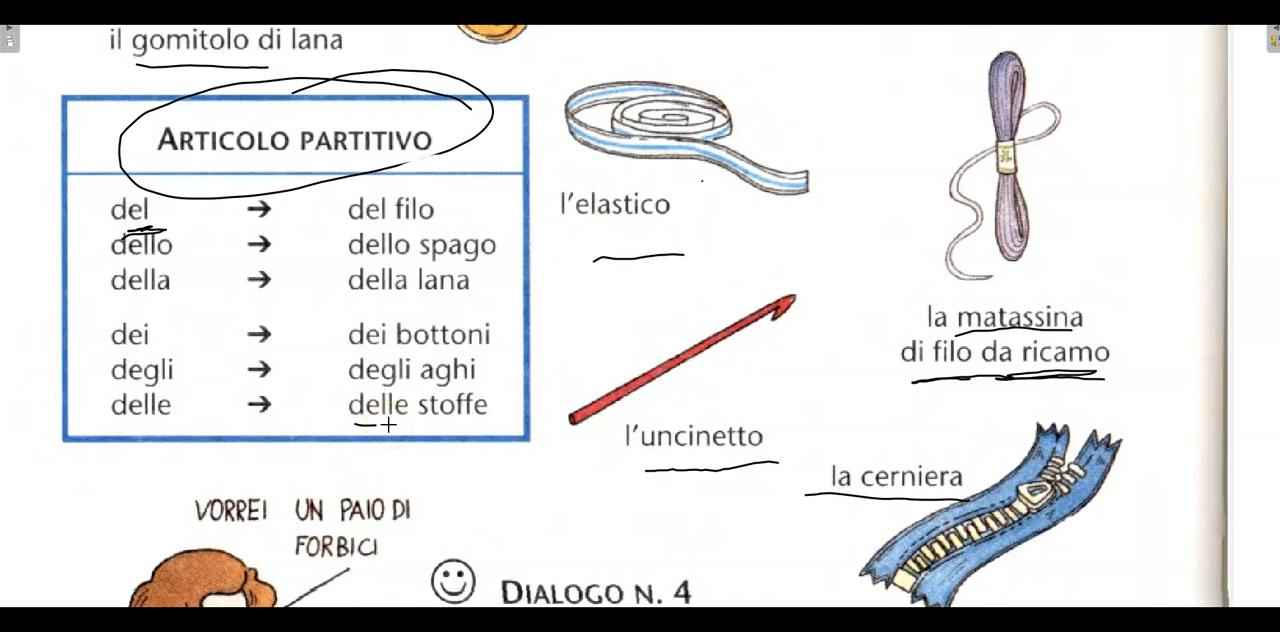 il gomitolo di lana
ARTICOLO PARTITIVO
del → del filo
dello → dello spago
della → della lana
dei → dei bottoni
degli → degli aghi
delle → delle stoffe
l'elastico
la matassina
di filo da ricamo
l'uncinetto
la cerniera
VORREI UN PAIO DI
FORBICI
DIALOGO N. 4